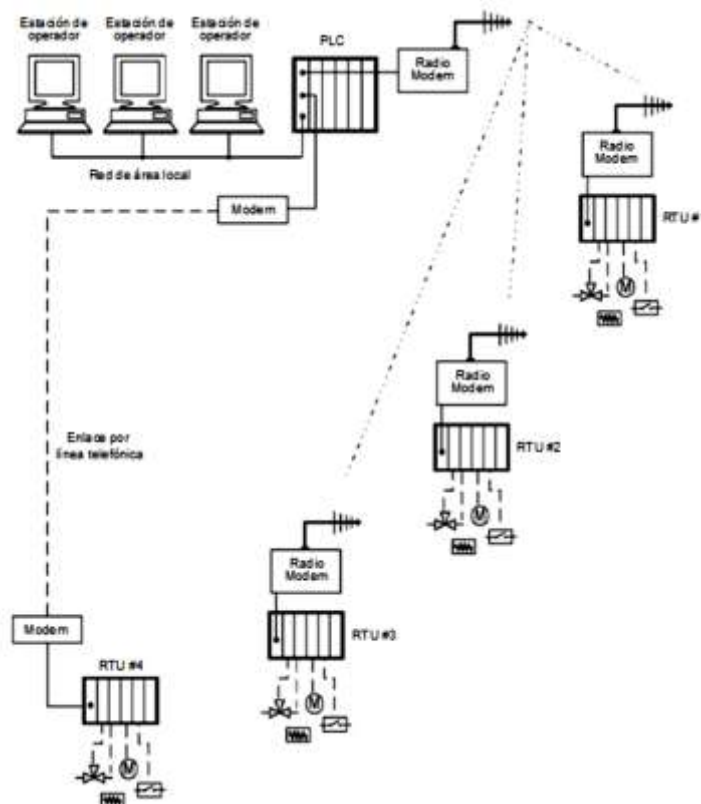 Estación de
operador
Estación de
operador
Estación de
operador
PLC
Radio
Modem
Red de área local
Modem
Radio
Modem
RTU #
M
Radio
Modem
RTU #2
M
Enlace por
línea telefónica
Radio
Modem
RTU #3
M
Modem
RTU #4
M